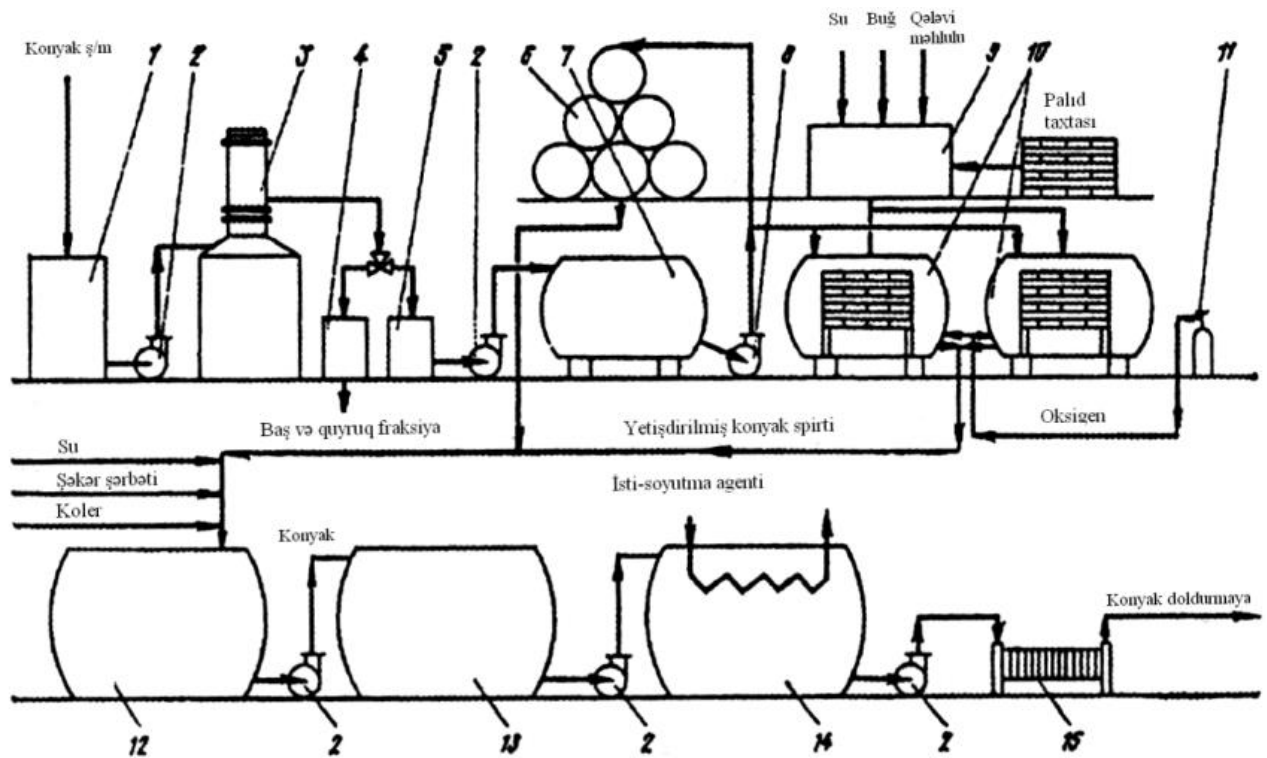 Konyak ş/m
1
2
3
4
5
2
6
7
8
Su
Buğ
Qələvi
məhlulu
9
10
Palıd
taxtası
11
Baş və quyruq fraksiya
Yetişdirilmiş konyak spirti
Oksigen
Su
Şəkər şərbəti
Koler
İsti-soyutma agenti
Konyak
Konyak doldurmaya
12
2
13
2
14
2
15